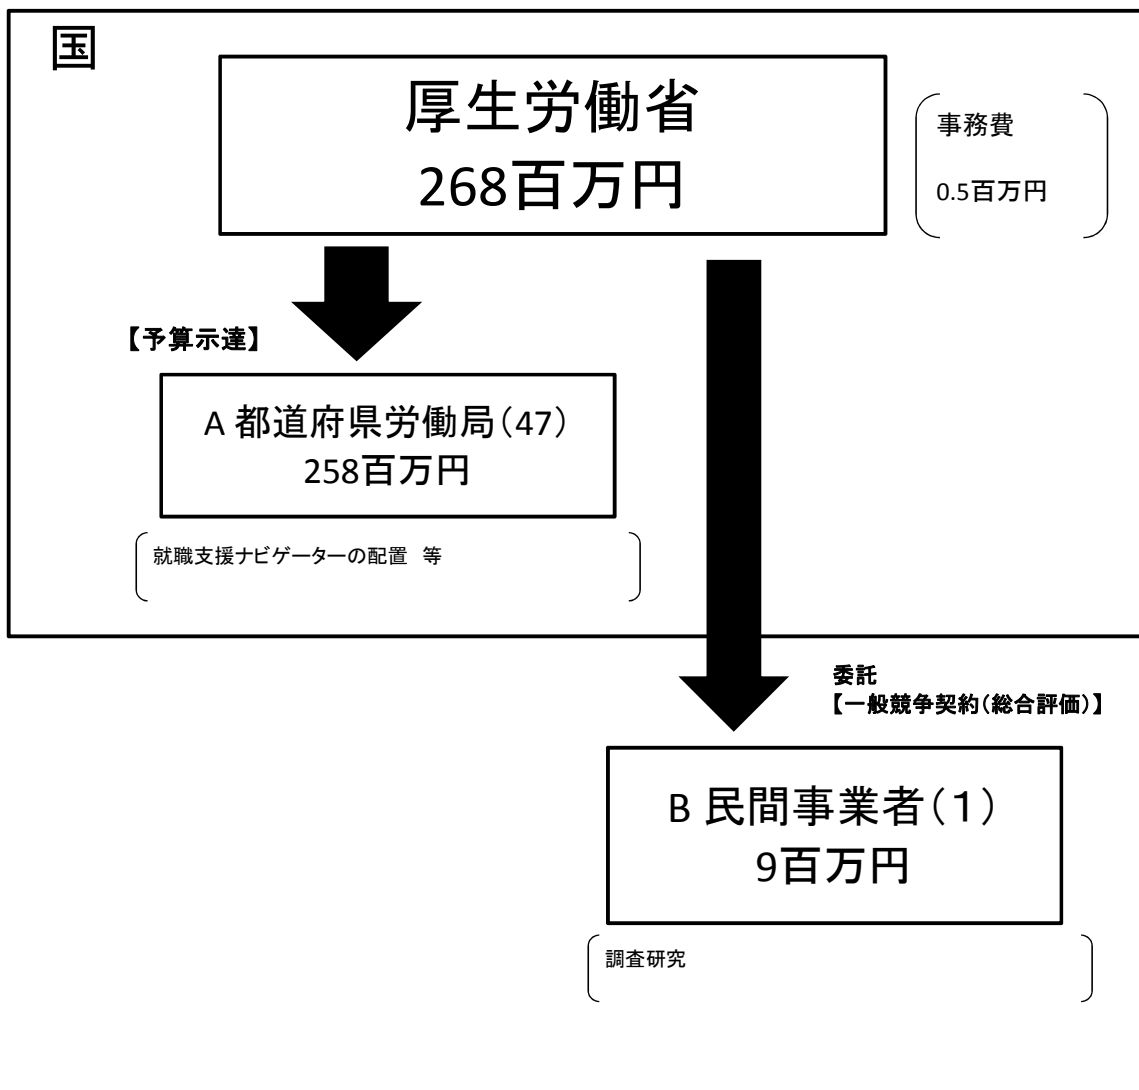 国
厚生労働省
268百万円
事務費
0.5百万円
【予算示達】
A 都道府県労働局(47)
258百万円
就職支援ナビゲーターの配置　等
委託
【一般競争契約(総合評価)】
B 民間事業者(１)
9百万円
調査研究